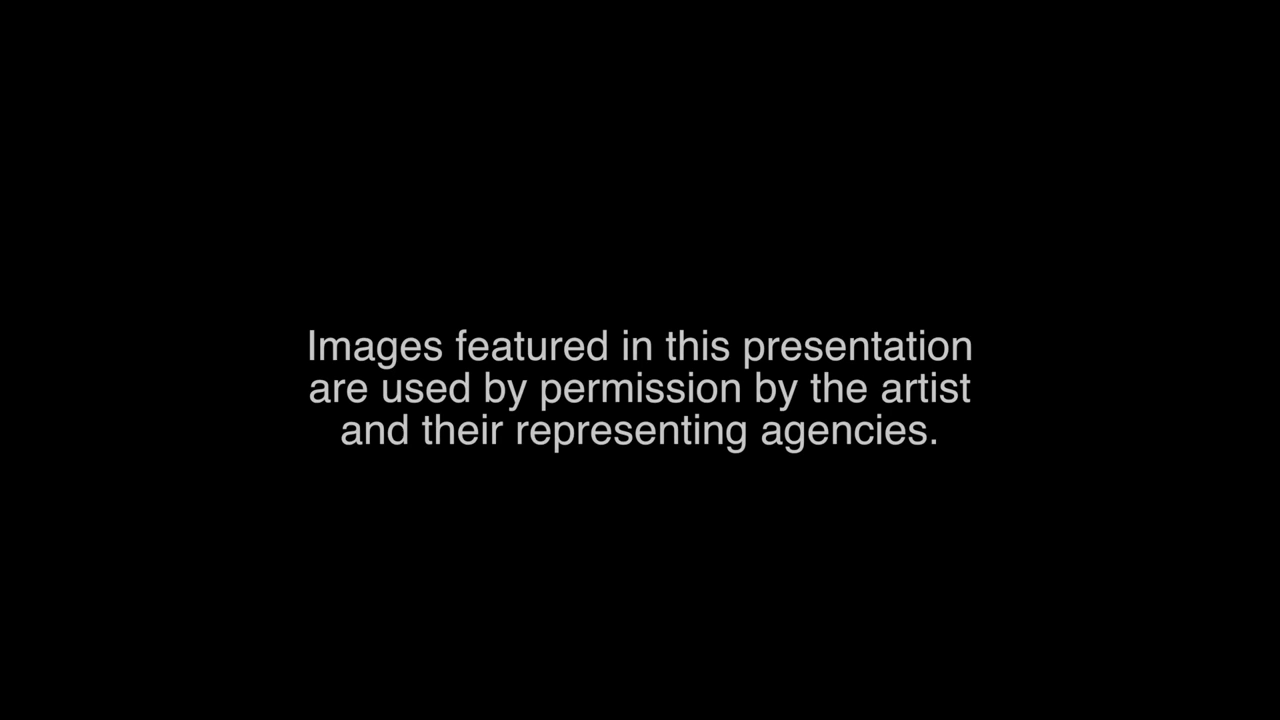 Images featured in this presentation
are used by permission by the artist
and their representing agencies.